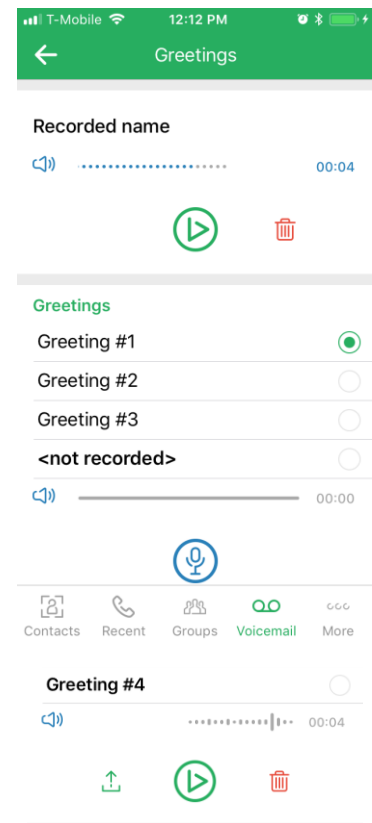 T-Mobile 12:12 PM
Greetings
Recorded name
00:04
Greetings
Greeting #1
Greeting #2
Greeting #3
<not recorded>
00:00
Contacts Recent Groups Voicemail More
Greeting #4
00:04